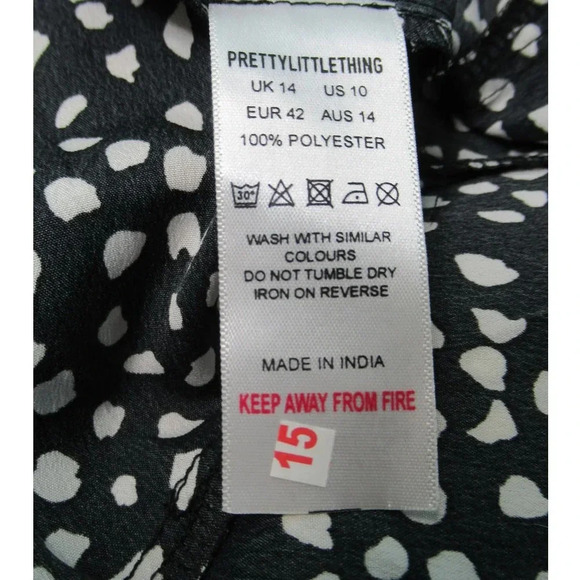 PRETTYLITTLETHING
UK 14 US 10
EUR 42 AUS 14
100% POLYESTER
30°
WASH WITH SIMILAR
COLOURS
DO NOT TUMBLE DRY
IRON ON REVERSE
MADE IN INDIA
KEEP AWAY FROM FIRE
15